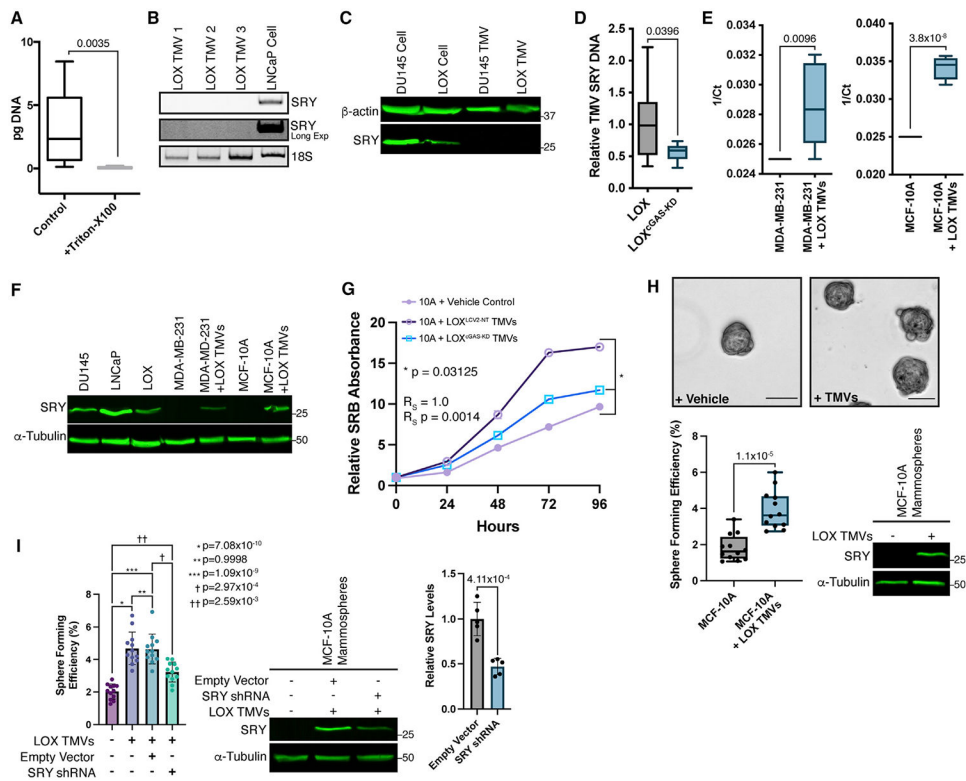 A
0.0035
pg DNA
10
5
0
Control
+Triton-X100
B
LOX TMV 1
LOX TMV 2
LOX TMV 3
LNCaP Cell
SRY
SRY
Long Exp
18S
C
DU145 Cell
LOX Cell
DU145 TMV
LOX TMV
β-actin
-37
SRY
-25
D
Relative TMV SRY DNA
0.0396
2.5
2.0
1.5
1.0
0.5
0.0
LOX
LOXcGAS-KD
E
1/Ct
0.0096
0.034
0.032
0.030
0.028
0.026
0.024
MDA-MB-231
MDA-MB-231
+ LOX TMVs
1/Ct
3.8x10-8
0.040
0.035
0.030
0.025
0.020
MCF-10A
MCF-10A
+ LOX TMVs
F
DU145
LNCaP
LOX
MDA-MB-231
MDA-MD-231
+LOX TMVs
MCF-10A
MCF-10A
+ LOX TMVs
SRY
-25
α-Tubulin
-50
G
10A + Vehicle Control
10A + LOXLCV2-NT TMVs
10A + LOXcGAS-KD TMVs
* p = 0.03125
RS = 1.0
RS p = 0.0014
*
Relative SRB Absorbance
20
15
10
5
0
0 24 48 72 96
Hours
H
+ Vehicle
+ TMVs
Sphere Forming Efficiency (%)
1.1x10-5
8
6
4
2
0
MCF-10A
MCF-10A
+ LOX TMVs
MCF-10A
Mammospheres
LOX TMVs - +
SRY
-25
α-Tubulin
-50
I
††
†
***
* **
* p=7.08x10-10
** p=0.9998
*** p=1.09x10-9
† p=2.97x10-4
†† p=2.59x10-3
Sphere Forming
Efficiency (%)
8
6
4
2
0
LOX TMVs - + + +
Empty Vector - - + -
SRY shRNA - - - +
MCF-10A
Mammospheres
Empty Vector - + -
SRY shRNA - - +
LOX TMVs - + +
SRY
-25
α-Tubulin
-50
Relative SRY Levels
4.11x10-4
1.5
1.0
0.5
0.0
Empty Vector
SRY shRNA